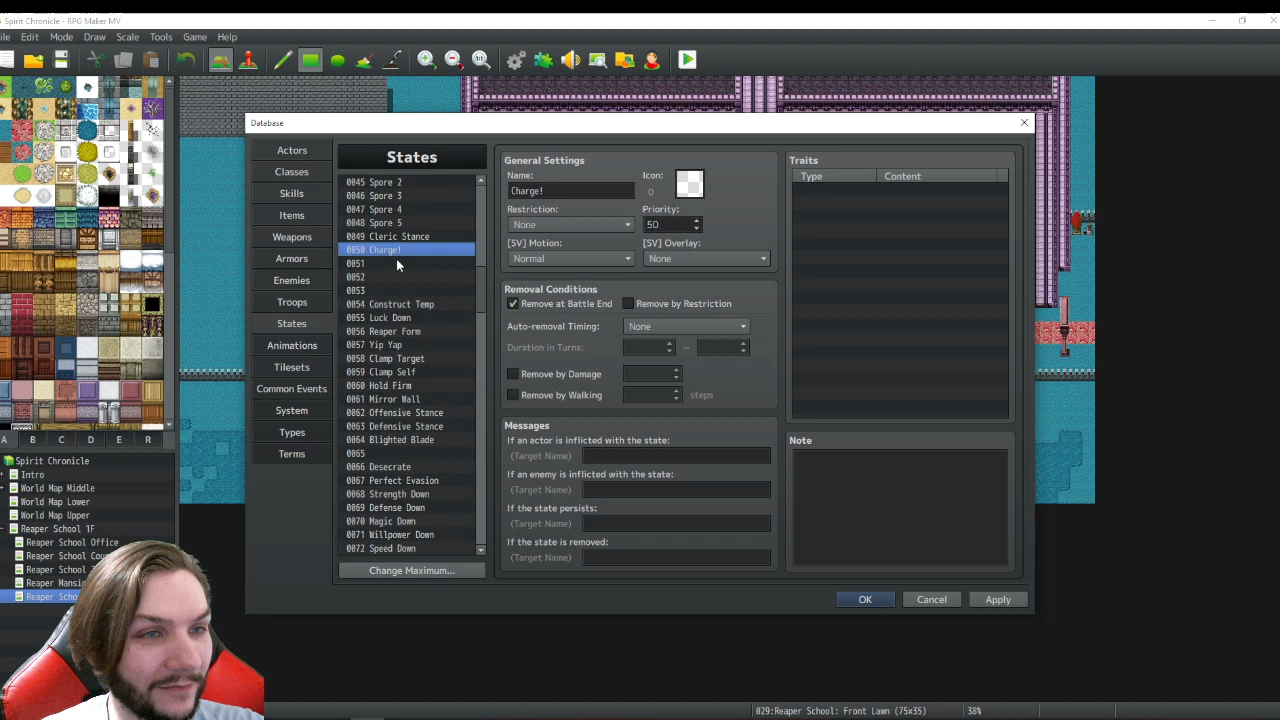 Spirit Chronicle - RPG Maker MV
ile Edit Mode Draw Scale Tools Game Help
1:1
Database
Actors
Classes
Skills
Items
Weapons
Armors
Enemies
Troops
States
Animations
Tilesets
Common Events
System
Types
Terms
States
0045 Spore 2
0046 Spore 3
0047 Spore 4
0048 Spore 5
0049 Cleric Stance
0050 Charge!
0051
0052
0053
0054 Construct Temp
0055 Luck Down
0056 Reaper Form
0057 Yip Yap
0058 Clamp Target
0059 Clamp Self
0060 Hold Firm
0061 Mirror Wall
0062 Offensive Stance
0063 Defensive Stance
0064 Blighted Blade
0065
0066 Desecrate
0067 Perfect Evasion
0068 Strength Down
0069 Defense Down
0070 Magic Down
0071 Willpower Down
0072 Speed Down
Change Maximum...
General Settings
Name: Icon:
Charge! 0
Restriction: Priority:
None 50
[SV] Motion: [SV] Overlay:
Normal None
Removal Conditions
Remove at Battle End Remove by Restriction
Auto-removal Timing: None
Duration in Turns: --
Remove by Damage
Remove by Walking steps
Messages
If an actor is inflicted with the state:
(Target Name)
If an enemy is inflicted with the state:
(Target Name)
If the state persists:
(Target Name)
If the state is removed:
(Target Name)
Traits
Type Content
Note
OK Cancel Apply
A B C D E R
Spirit Chronicle
Intro
World Map Middle
World Map Lower
World Map Upper
Reaper School 1F
Reaper School Office
Reaper School Cou
Reaper School
Reaper Mansi
Reaper Scho
029:Reaper School: Front Lawn (75x35) 38%